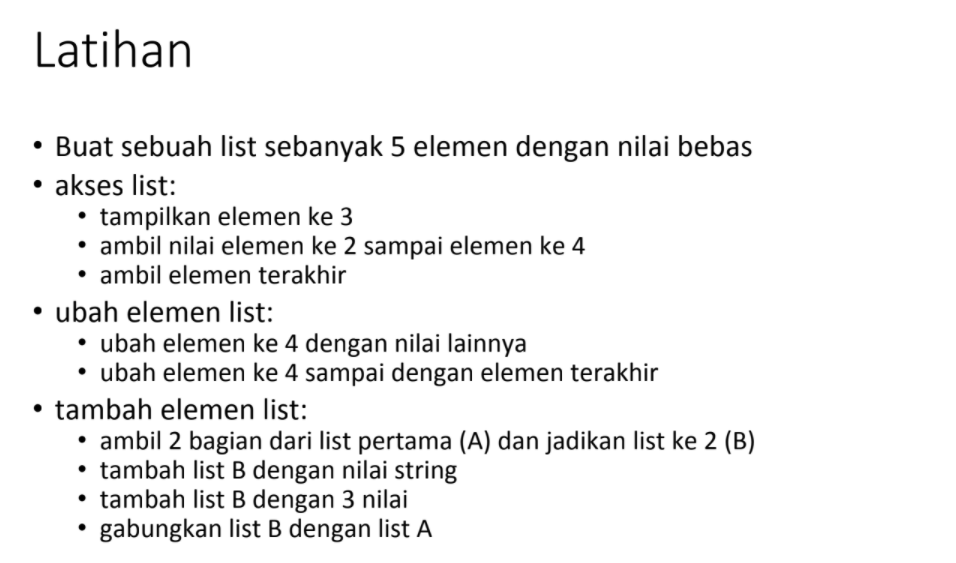 Latihan
• Buat sebuah list sebanyak 5 elemen dengan nilai bebas
• akses list:
• tampilkan elemen ke 3
• ambil nilai elemen ke 2 sampai elemen ke 4
• ambil elemen terakhir
• ubah elemen list:
• ubah elemen ke 4 dengan nilai lainnya
• ubah elemen ke 4 sampai dengan elemen terakhir
• tambah elemen list:
• ambil 2 bagian dari list pertama (A) dan jadikan list ke 2 (B)
• tambah list B dengan nilai string
• tambah list B dengan 3 nilai
• gabungkan list B dengan list A